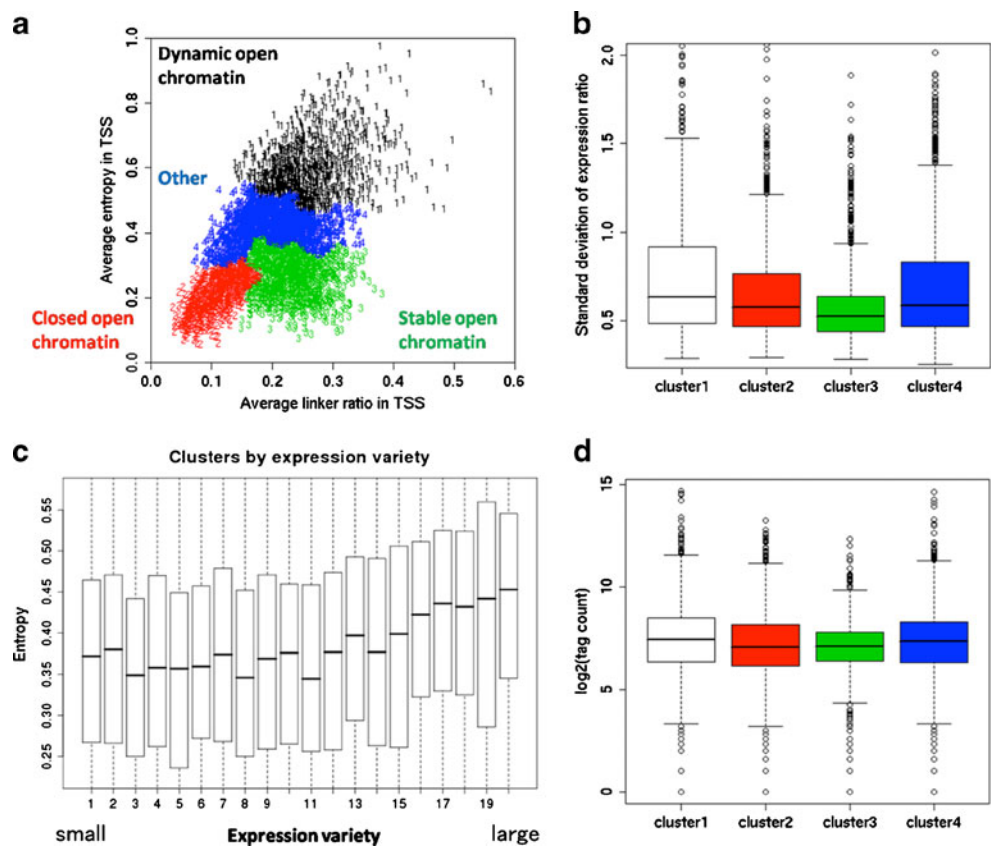 a
Dynamic open
chromatin
Other
Closed open
chromatin
Stable open
chromatin
Average entropy in TSS
0.0 0.2 0.4 0.6 0.8 1.0
0.0 0.1 0.2 0.3 0.4 0.5 0.6
Average linker ratio in TSS
b
Standard deviation of expression ratio
0.5 1.0 1.5 2.0
cluster1 cluster2 cluster3 cluster4
c
Clusters by expression variety
Entropy
0.25 0.30 0.35 0.40 0.45 0.50 0.55
1 2 3 4 5 6 7 8 9 11 13 15 17 19
small Expression variety large
d
log2(tag count)
0 5 10 15
cluster1 cluster2 cluster3 cluster4